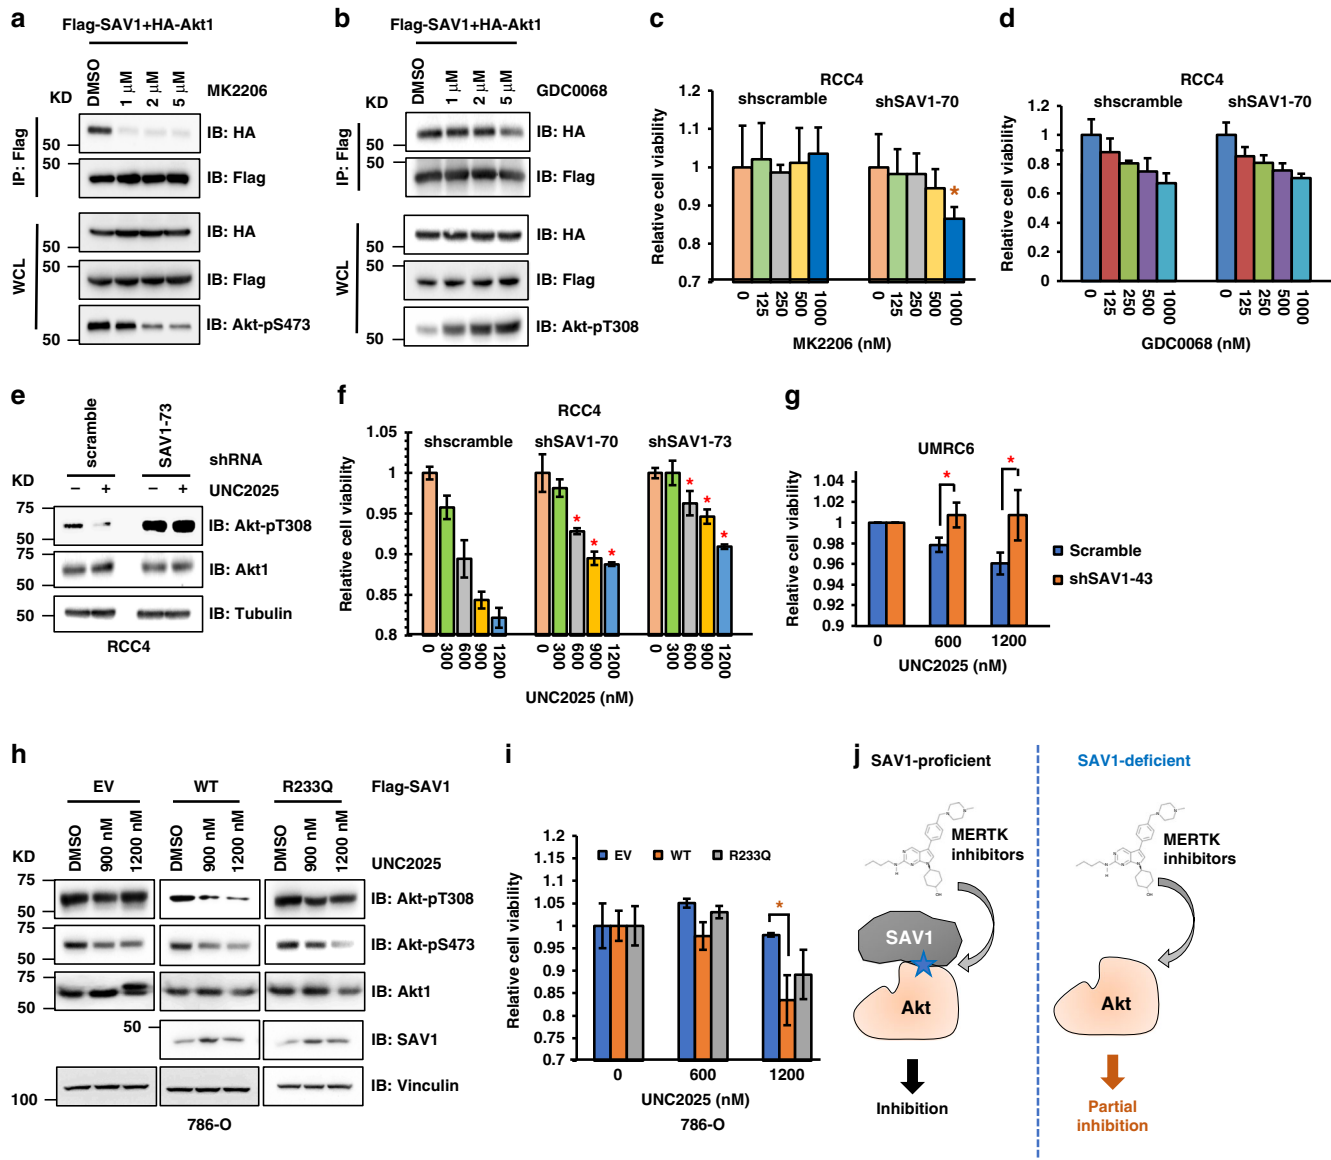 a
Flag-SAV1+HA-Akt1
KD
DMSO
1 μM
2 μM
5 μM
MK2206
IP: Flag
50
IB: HA
50
IB: Flag
WCL
50
IB: HA
50
IB: Flag
50
IB: Akt-pS473
b
Flag-SAV1+HA-Akt1
KD
DMSO
1 μM
2 μM
5 μM
GDC0068
IP: Flag
50
IB: HA
50
IB: Flag
WCL
50
IB: HA
50
IB: Flag
50
IB: Akt-pT308
c
RCC4
shscramble
shSAV1-70
Relative cell viability
1.2
1.1
1
0.9
0.8
0.7
*
0 125 250 500 1000
0 125 250 500 1000
MK2206 (nM)
d
RCC4
shscramble
shSAV1-70
Relative cell viability
1.2
1
0.8
0.6
0.4
0.2
0
0 125 250 500 1000
0 125 250 500 1000
GDC0068 (nM)
e
scramble
SAV1-73
shRNA
KD
– + – +
UNC2025
75
50
IB: Akt-pT308
75
50
IB: Akt1
50
IB: Tubulin
RCC4
f
RCC4
shscramble
shSAV1-70
shSAV1-73
Relative cell viability
1.05
1
0.95
0.9
0.85
0.8
* * *
* * *
0 300 600 900 1200
0 300 600 900 1200
0 300 600 900 1200
UNC2025 (nM)
g
UMRC6
Relative cell viability
1.04
1.02
1
0.98
0.96
0.94
0.92
0.9
*
*
0 600 1200
UNC2025 (nM)
Scramble
shSAV1-43
h
EV
WT
R233Q
Flag-SAV1
KD
DMSO
900 nM
1200 nM
DMSO
900 nM
1200 nM
DMSO
900 nM
1200 nM
UNC2025
75
50
IB: Akt-pT308
75
50
IB: Akt-pS473
75
50
IB: Akt1
50
IB: SAV1
100
IB: Vinculin
786-O
i
Relative cell viability
1.2
1.15
1.1
1.05
1
0.95
0.9
0.85
0.8
0.75
0.7
EV WT R233Q
*
0 600 1200
UNC2025 (nM)
786-O
j
SAV1-proficient
MERTK
inhibitors
SAV1
Akt
Inhibition
SAV1-deficient
MERTK
inhibitors
Akt
Partial
inhibition